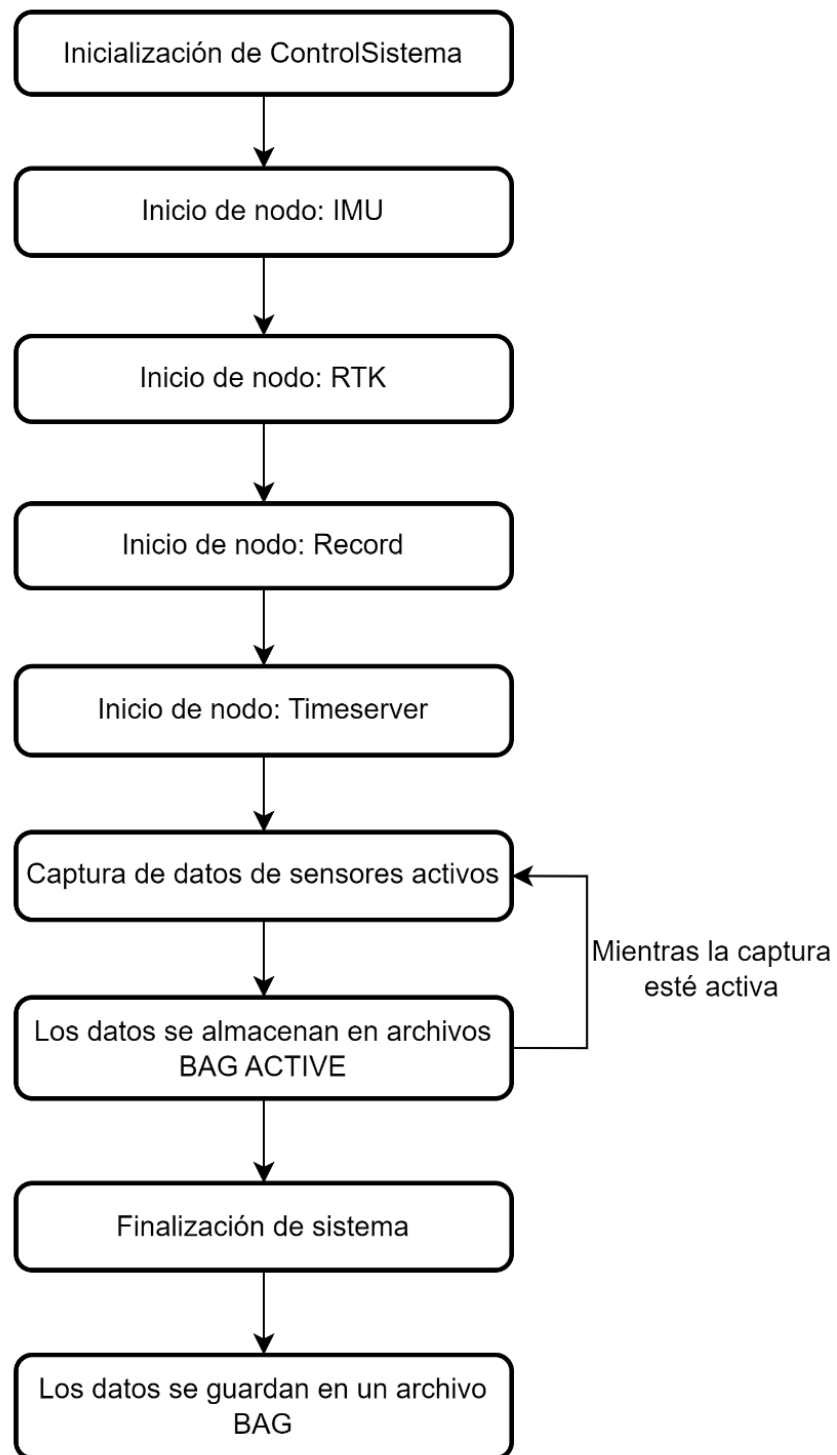 Inicialización de ControlSistema
Inicio de nodo: IMU
Inicio de nodo: RTK
Inicio de nodo: Record
Inicio de nodo: Timeserver
Captura de datos de sensores activos
Mientras la captura
esté activa
Los datos se almacenan en archivos
BAG ACTIVE
Finalización de sistema
Los datos se guardan en un archivo
BAG